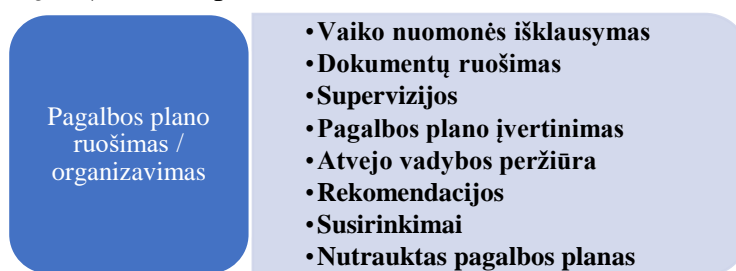 Pagalbos plano
ruošimas /
organizavimas
•Vaiko nuomonės išklausymas
•Dokumentų ruošimas
•Supervizijos
•Pagalbos plano įvertinimas
•Atvejo vadybos peržiūra
•Rekomendacijos
•Susirinkimai
•Nutrauktas pagalbos planas